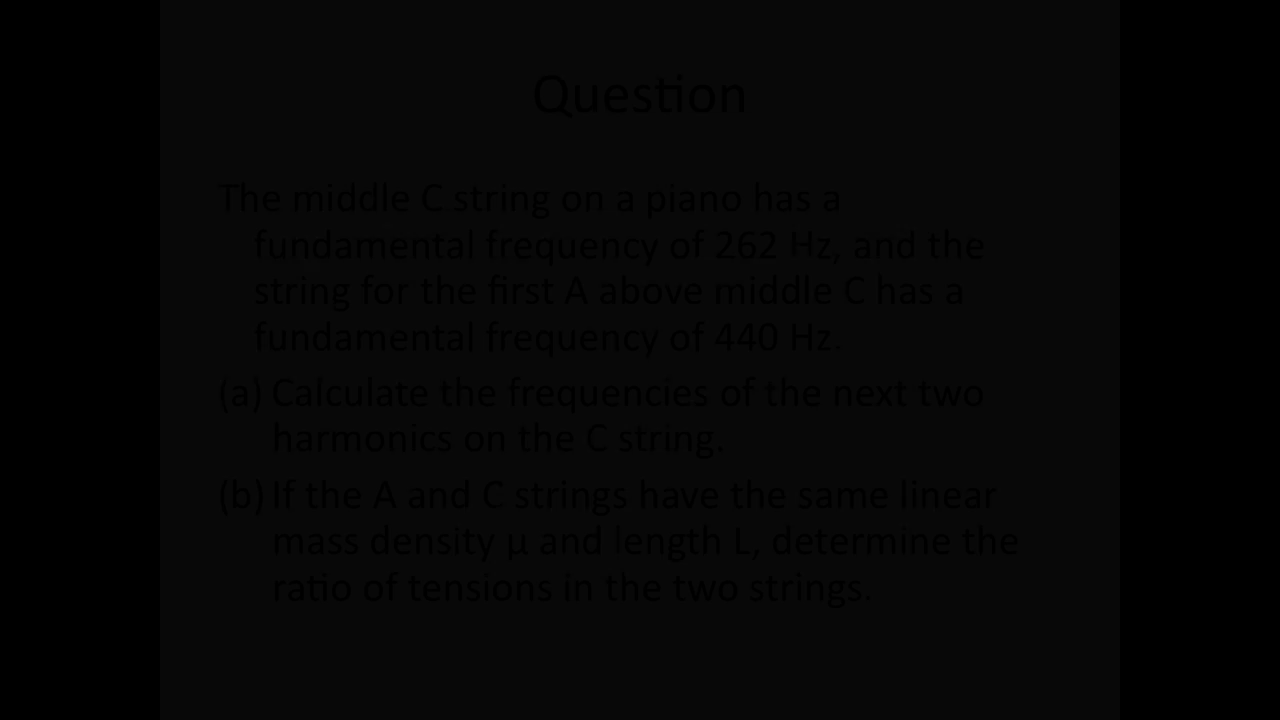 Question
The middle C string on a piano has a
fundamental frequency of 262 Hz, and the
string for the first A above middle C has a
fundamental frequency of 440 Hz.
(a) Calculate the frequencies of the next two
harmonics on the C string.
(b) If the A and C strings have the same linear
mass density μ and length L, determine the
ratio of tensions in the two strings.